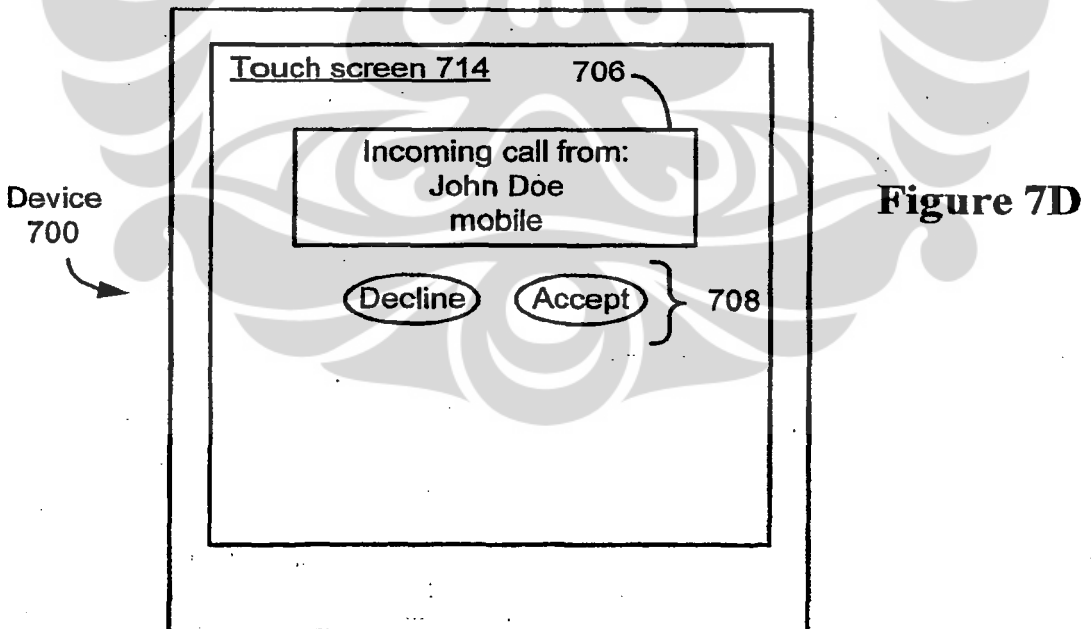 Touch screen 714
706
Incoming call from:
John Doe
mobile
Device
700
Figure 7D
Decline
Accept
708